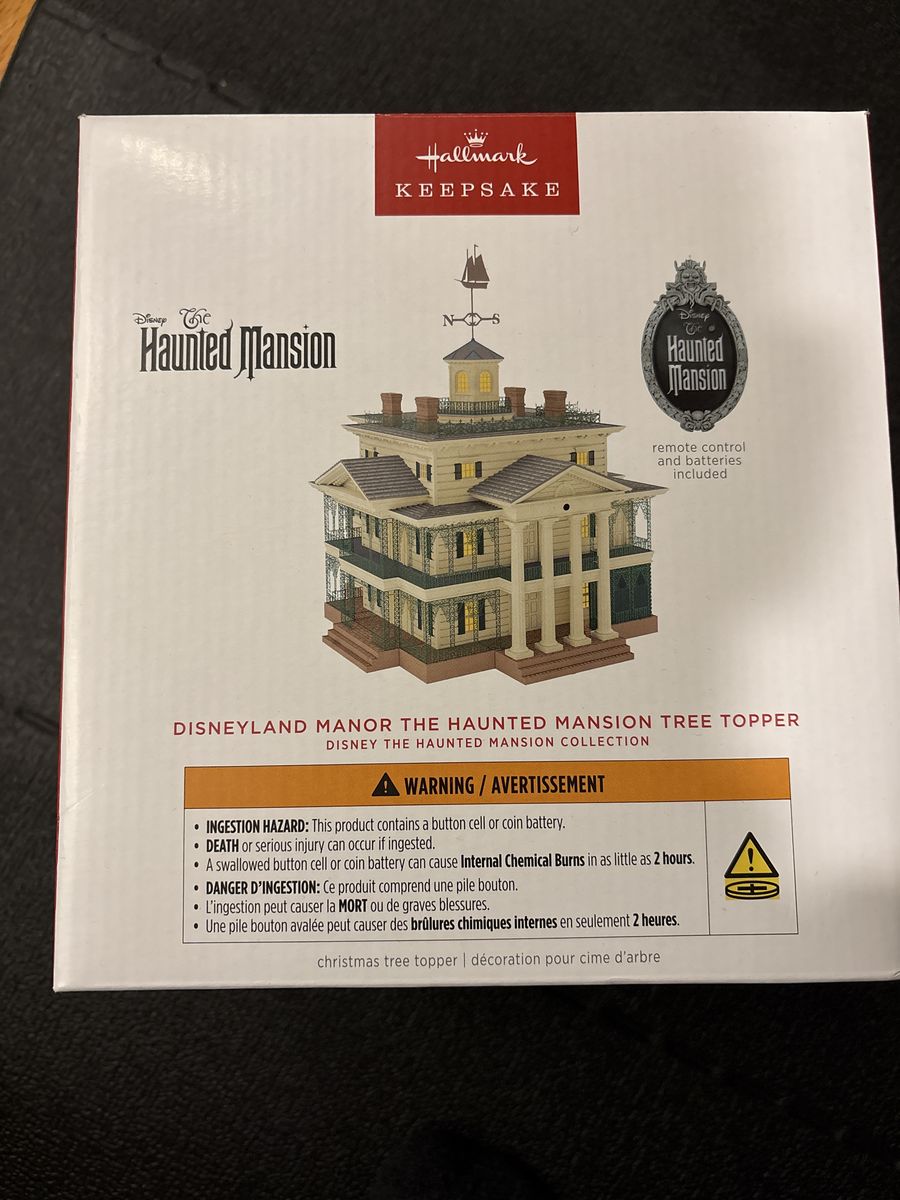 Hallmark
KEEPSAKE
Disney The
Haunted Mansion
N S
Disney
The
Haunted
Mansion
remote control
and batteries
included
DISNEYLAND MANOR THE HAUNTED MANSION TREE TOPPER
DISNEY THE HAUNTED MANSION COLLECTION
WARNING / AVERTISSEMENT
• INGESTION HAZARD: This product contains a button cell or coin battery.
• DEATH or serious injury can occur if ingested.
• A swallowed button cell or coin battery can cause Internal Chemical Burns in as little as 2 hours.
• DANGER D'INGESTION: Ce produit comprend une pile bouton.
• L'ingestion peut causer la MORT ou de graves blessures.
• Une pile bouton avalée peut causer des brûlures chimiques internes en seulement 2 heures.
christmas tree topper | décoration pour cime d'arbre